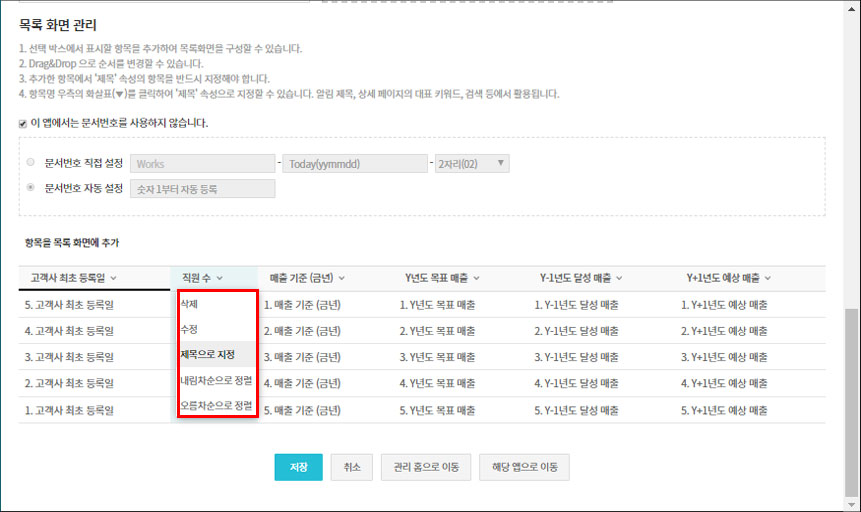 목록 화면 관리
1. 선택 박스에서 표시할 항목을 추가하여 목록화면을 구성할 수 있습니다.
2. Drag&Drop 으로 순서를 변경할 수 있습니다.
3. 추가한 항목에서 '제목' 속성의 항목을 반드시 지정해야 합니다.
4. 항목명 우측의 화살표(▼)를 클릭하여 '제목' 속성으로 지정할 수 있습니다. 알림 제목, 상세 페이지의 대표 키워드, 검색 등에서 활용됩니다.
이 앱에서는 문서번호를 사용하지 않습니다.
문서번호 직접 설정 Works - Today(yymmdd) - 2자리(02) ▼
문서번호 자동 설정 숫자 1부터 자동 등록
항목을 목록 화면에 추가
고객사 최초 등록일 직원 수 매출 기준 (금년) Y년도 목표 매출 Y-1년도 달성 매출 Y+1년도 예상 매출
5. 고객사 최초 등록일 삭제 1. 매출 기준 (금년) 1. Y년도 목표 매출 1. Y-1년도 달성 매출 1. Y+1년도 예상 매출
4. 고객사 최초 등록일 수정 2. 매출 기준 (금년) 2. Y년도 목표 매출 2. Y-1년도 달성 매출 2. Y+1년도 예상 매출
3. 고객사 최초 등록일 제목으로 지정 3. 매출 기준 (금년) 3. Y년도 목표 매출 3. Y-1년도 달성 매출 3. Y+1년도 예상 매출
2. 고객사 최초 등록일 내림차순으로 정렬 4. 매출 기준 (금년) 4. Y년도 목표 매출 4. Y-1년도 달성 매출 4. Y+1년도 예상 매출
1. 고객사 최초 등록일 오름차순으로 정렬 5. 매출 기준 (금년) 5. Y년도 목표 매출 5. Y-1년도 달성 매출 5. Y+1년도 예상 매출
저장 취소 관리 홈으로 이동 해당 앱으로 이동